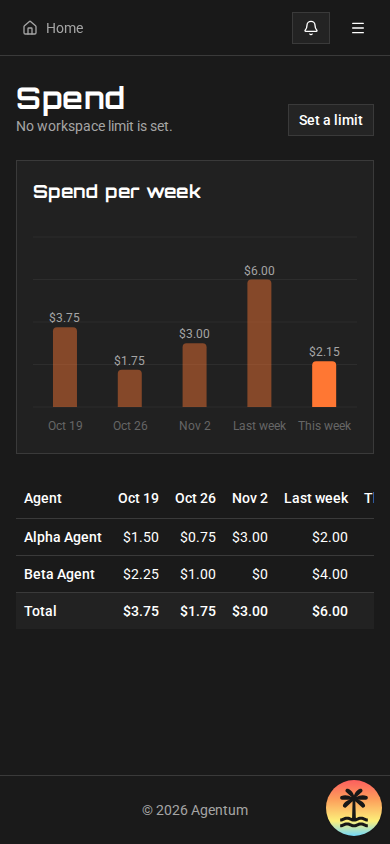 Home
Spend
No workspace limit is set.
Set a limit
Spend per week
$3.75
$1.75
$3.00
$6.00
$2.15
Oct 19 Oct 26 Nov 2 Last week This week
Agent Oct 19 Oct 26 Nov 2 Last week
Alpha Agent $1.50 $0.75 $3.00 $2.00
Beta Agent $2.25 $1.00 $0 $4.00
Total $3.75 $1.75 $3.00 $6.00
© 2026 Agentum